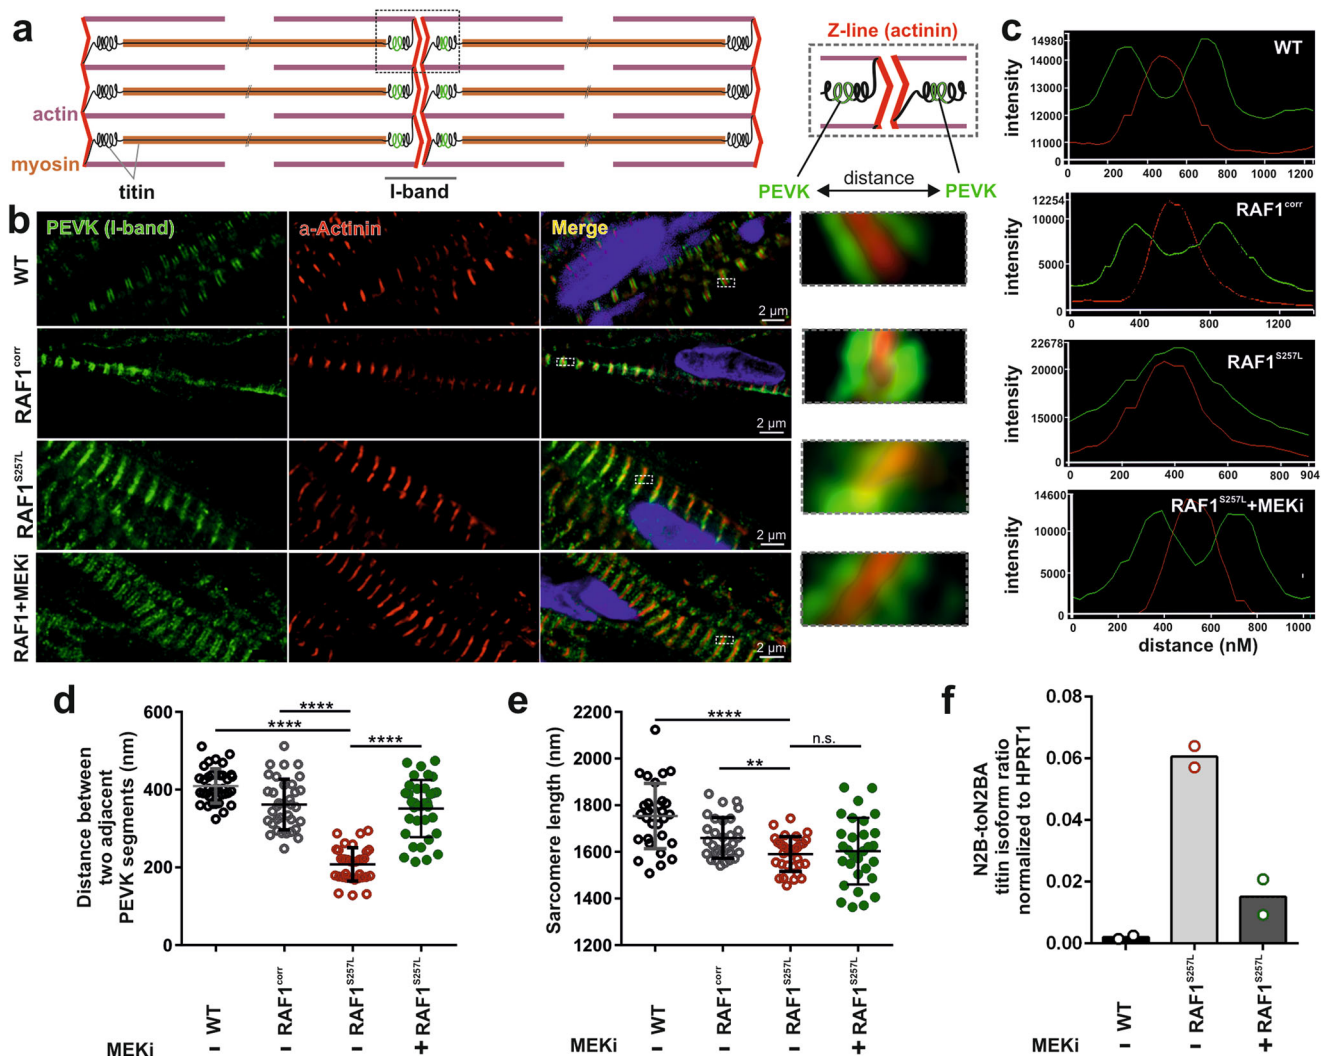 a
actin
myosin
titin
I-band
Z-line (actinin)
PEVK
distance
PEVK
b
PEVK (I-band)
a-Actinin
Merge
WT
2 µm
RAF1corr
2 µm
RAF1S257L
2 µm
RAF1+MEKi
2 µm
c
WT
intensity
14980
14000
13000
12000
11000
0
0
200
400
600
800
1000
1200
RAF1corr
intensity
12254
10000
5000
0
0
400
800
1200
RAF1S257L
intensity
22678
20000
15000
0
0
200
400
600
800
904
RAF1S257L+MEKi
intensity
14600
10000
5000
0
0
200
400
600
800
1000
distance (nM)
d
Distance between
two adjacent
PEVK segments (nm)
600
400
200
0
****
****
****
WT
RAF1corr
RAF1S257L
RAF1S257L
MEKi
-
-
-
+
e
Sarcomere length (nm)
2200
2000
1800
1600
1400
1200
****
n.s.
**
WT
RAF1corr
RAF1S257L
RAF1S257L
MEKi
-
-
-
+
f
N2B-toN2BA
titin isoform ratio
normalized to HPRT1
0.08
0.06
0.04
0.02
0.00
WT
RAF1S257L
RAF1S257L
MEKi
-
-
+